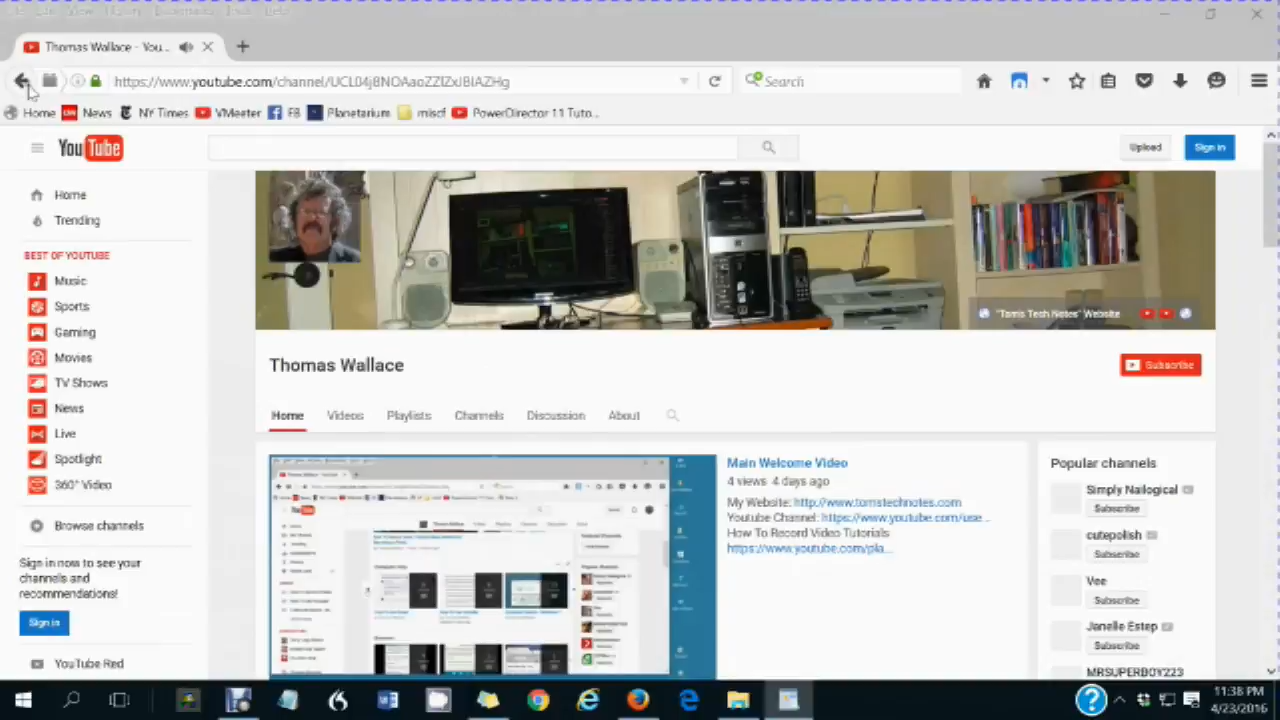 Thomas Wallace - You...
https://www.youtube.com/channel/
Search
Home
News
NY Times
VMeeter
FB
Planetarium
miscf
PowerDirector 11 Tuto...
YouTube
Upload
Sign in
Home
Trending
BEST OF YOUTUBE
Music
Sports
Gaming
Movies
TV Shows
News
Live
Spotlight
360° Video
Browse channels
Sign in now to see your
channels and
recommendations!
Sign in
YouTube Red
"Tom's Tech Notes" Website
Thomas Wallace
Subscribe
Home
Videos
Playlists
Channels
Discussion
About
Main Welcome Video
4 views 4 days ago
My Website: http://www.tomstechnotes.com
Youtube Channel: https://www.youtube.com/use...
How To Record Video Tutorials
https://www.youtube.com/pla...
Popular channels
Simply Nailogical
Subscribe
cutepolish
Subscribe
Vee
Subscribe
Janelle Estep
Subscribe
MRSUPERBOY223
11:38 PM
4/23/2016